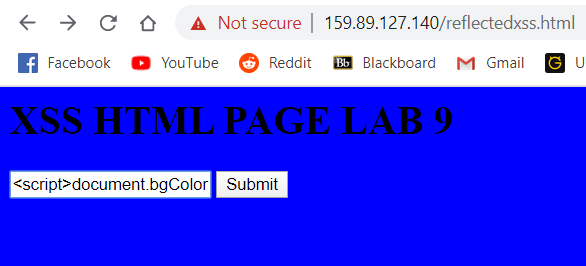 Not secure | 159.89.127.140/reflectedxss.html
Facebook YouTube Reddit Bb Blackboard Gmail G U
XSS HTML PAGE LAB 9
<script>document.bgColor Submit